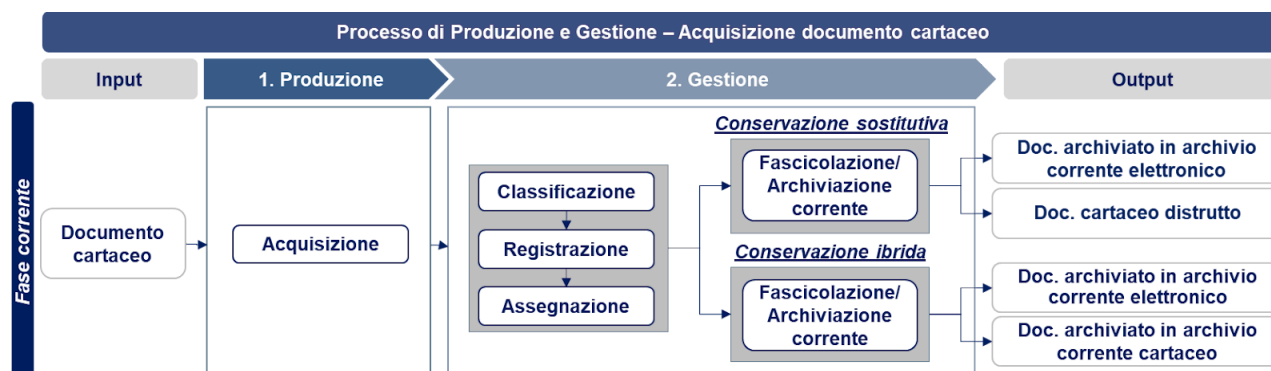 Processo di Produzione e Gestione – Acquisizione documento cartaceo
Input
1. Produzione
2. Gestione
Output
Fase corrente
Documento
cartaceo
Acquisizione
Classificazione
Registrazione
Assegnazione
Conservazione sostitutiva
Fascicolazione/
Archiviazione
corrente
Conservazione ibrida
Fascicolazione/
Archiviazione
corrente
Doc. archiviato in archivio
corrente elettronico
Doc. cartaceo distrutto
Doc. archiviato in archivio
corrente elettronico
Doc. archiviato in archivio
corrente cartaceo